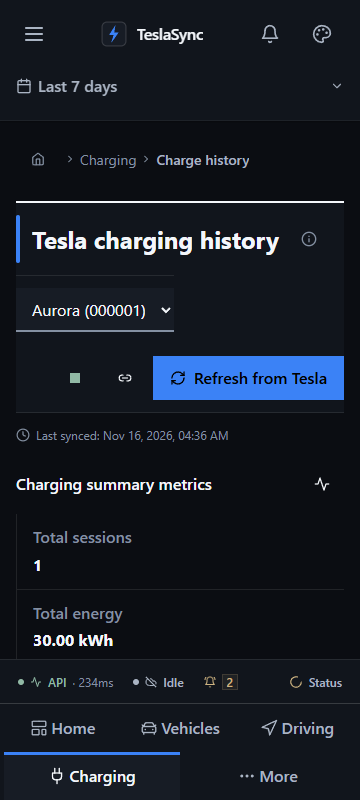 TeslaSync
Last 7 days
Charging
Charge history
Tesla charging history
Aurora (000001)
Refresh from Tesla
Last synced: Nov 16, 2026, 04:36 AM
Charging summary metrics
Total sessions
1
Total energy
30.00 kWh
API · 234ms
Idle
2
Status
Home
Vehicles
Driving
Charging
More